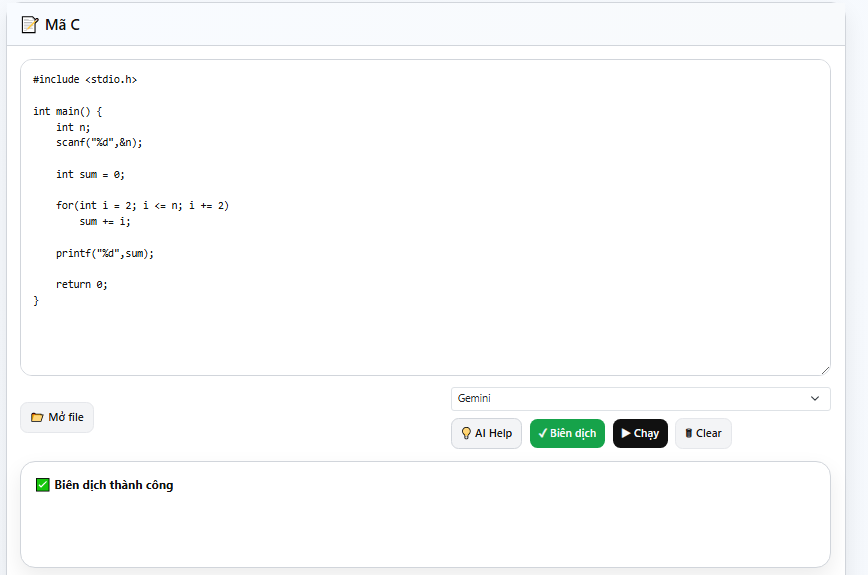 Mã C
#include <stdio.h>
int main() {
    int n;
    scanf("%d",&n);
    int sum = 0;
    for(int i = 2; i <= n; i += 2)
        sum += i;
    printf("%d",sum);
    return 0;
}
Gemini
Mở file
AI Help
Biên dịch
Chạy
Clear
Biên dịch thành công